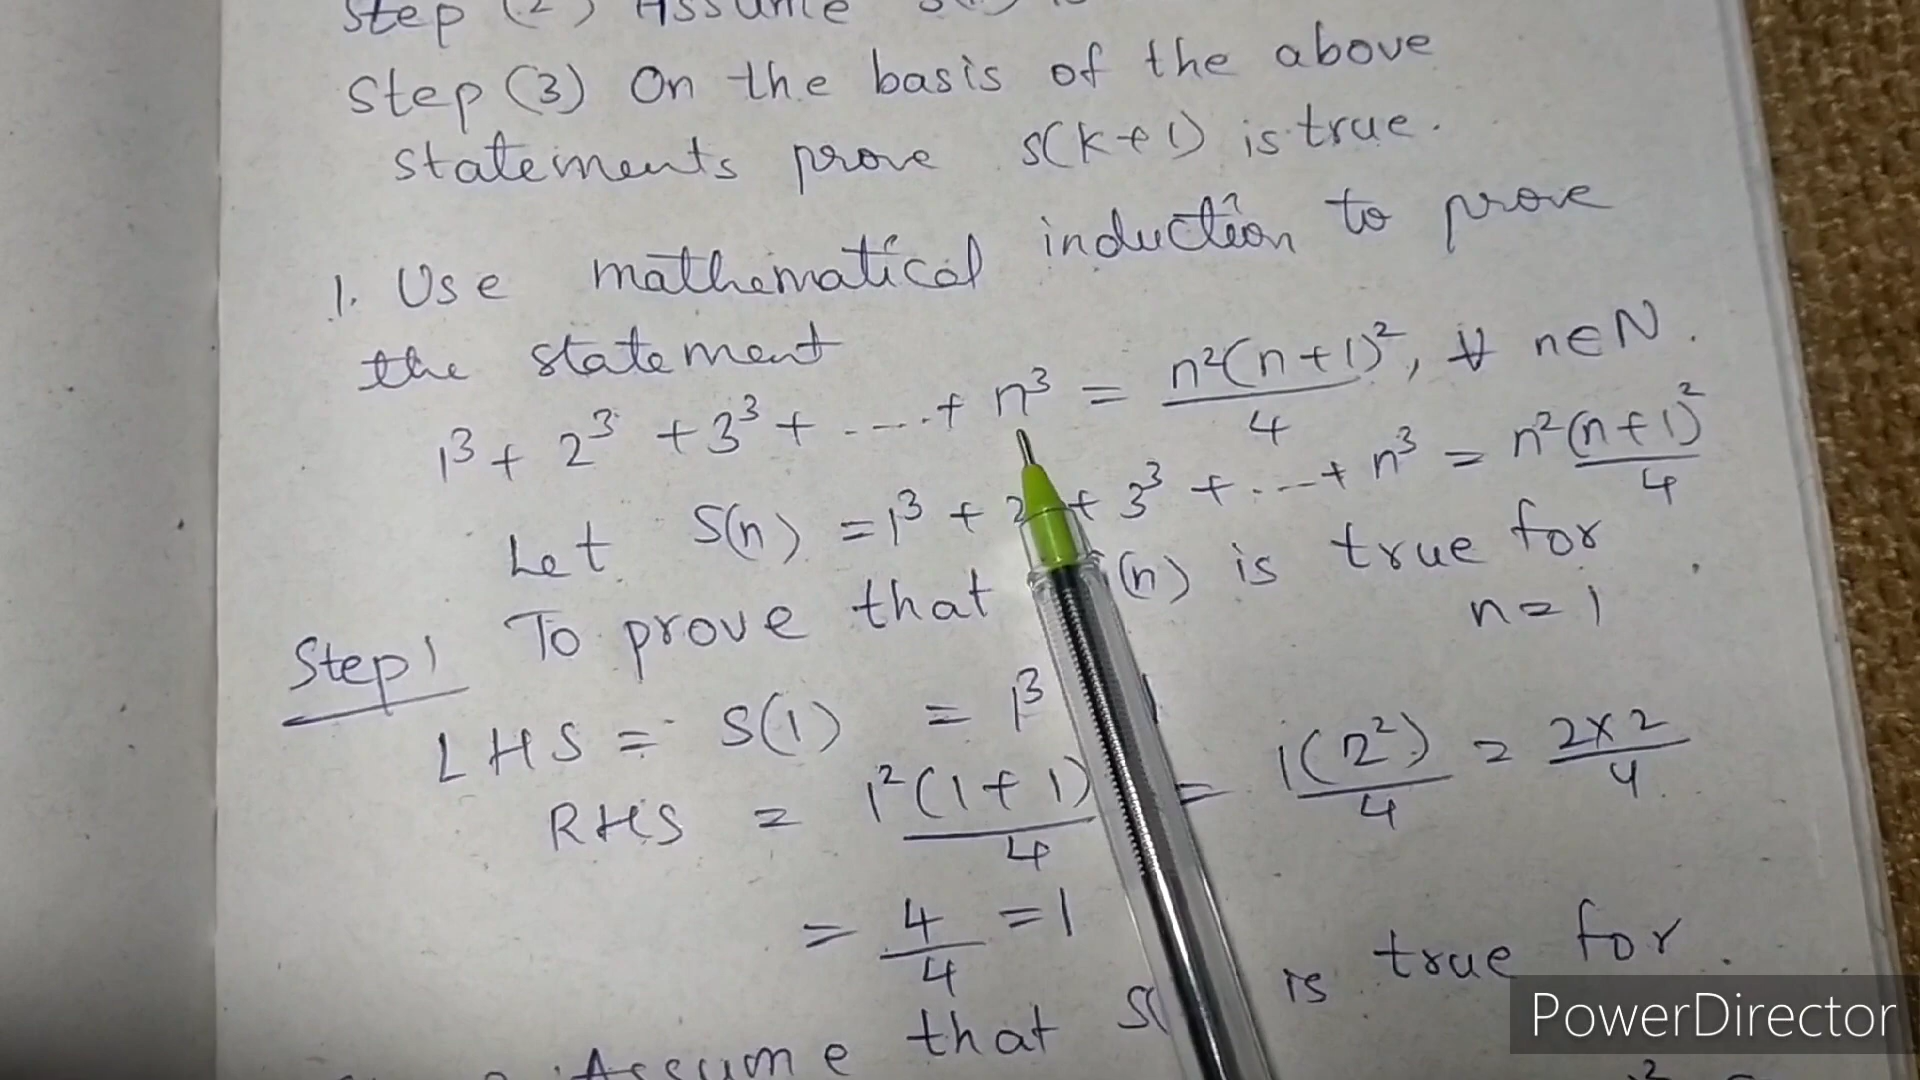 Step (2) Assume
Step (3) On the basis of the above
statements prove S(k+1) is true.
1. Use mathematical induction to prove
the statement
1³ + 2³ + 3³ + ....+ n³ = n²(n+1)²/4, ∀ n∈N.
Let S(n) = 1³ + 2 + 3³ + ...+ n³ = n²(n+1)²/4
Step 1 To prove that (n) is true for
n = 1
LHS = S(1) = 1³
RHS = 1²(1+1)/4 = 1(2²)/4 = 2×2/4
= 4/4 = 1
Assume that S( is true for
PowerDirector